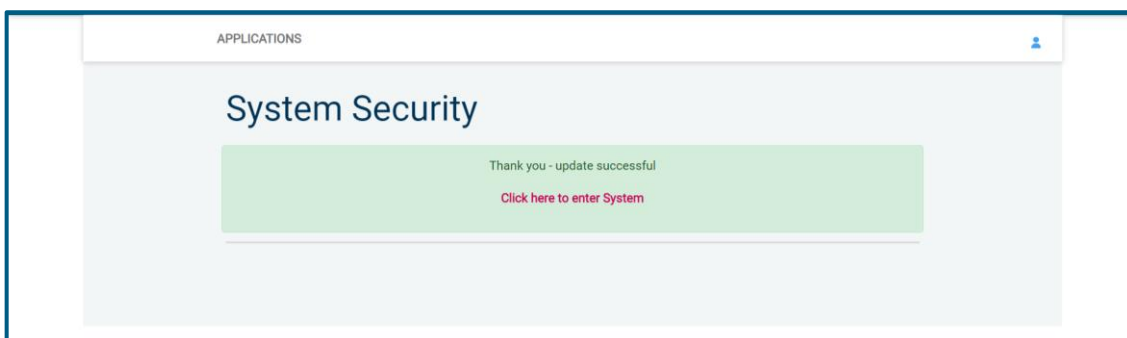 APPLICATIONS
System Security
Thank you - update successful
Click here to enter System